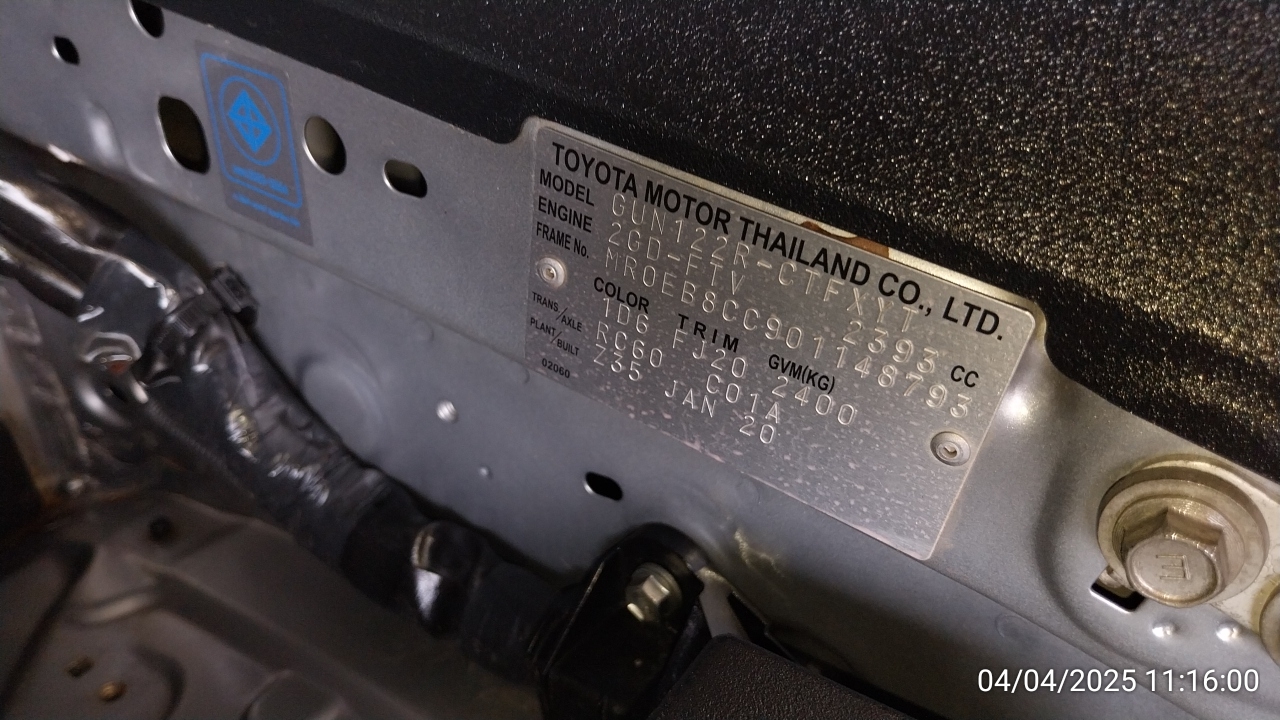 TOYOTA MOTOR THAILAND CO., LTD.
MODEL GUN122R-CTFXYT
ENGINE 2GD-FTV 2393 CC
FRAME No. MR0EB8CC901148793
COLOR TRIM GVM(KG)
1D6 FJ20 2400
TRANS/AXLE RC60 C01A
PLANT/BUILT Z35 JAN 20
02060
04/04/2025 11:16:00